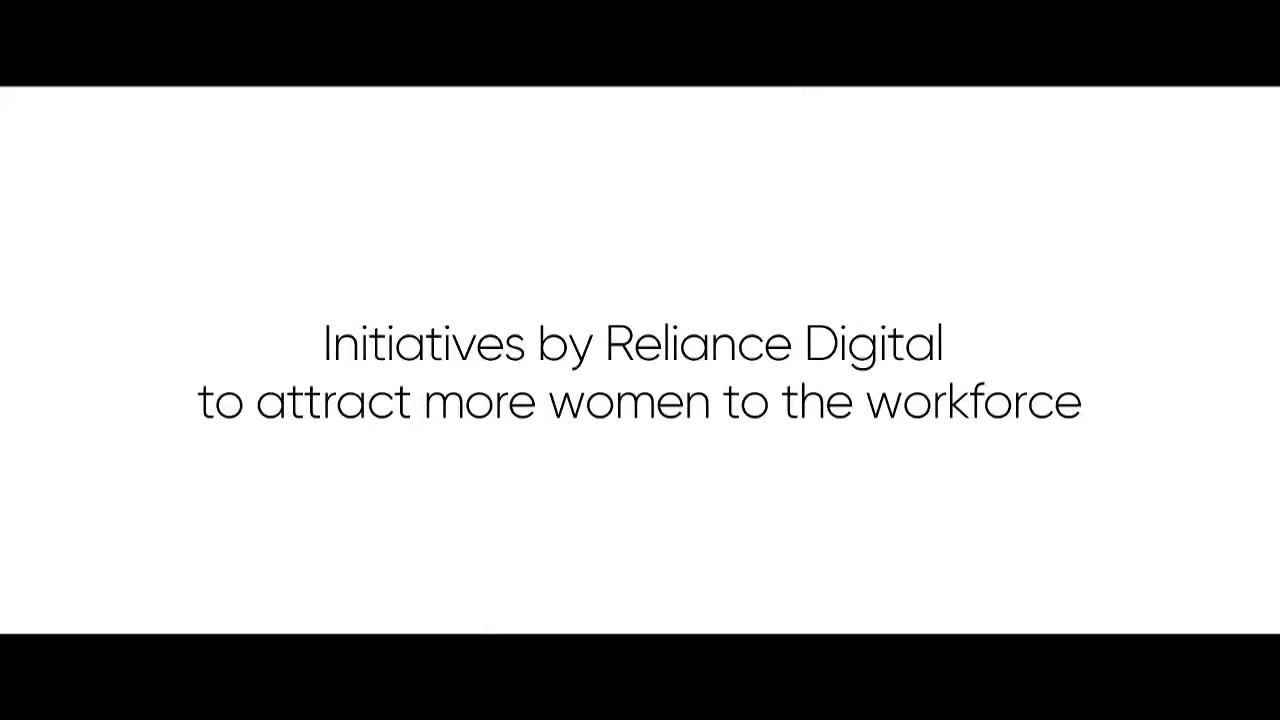 Initiatives by Reliance Digital
to attract more women to the workforce